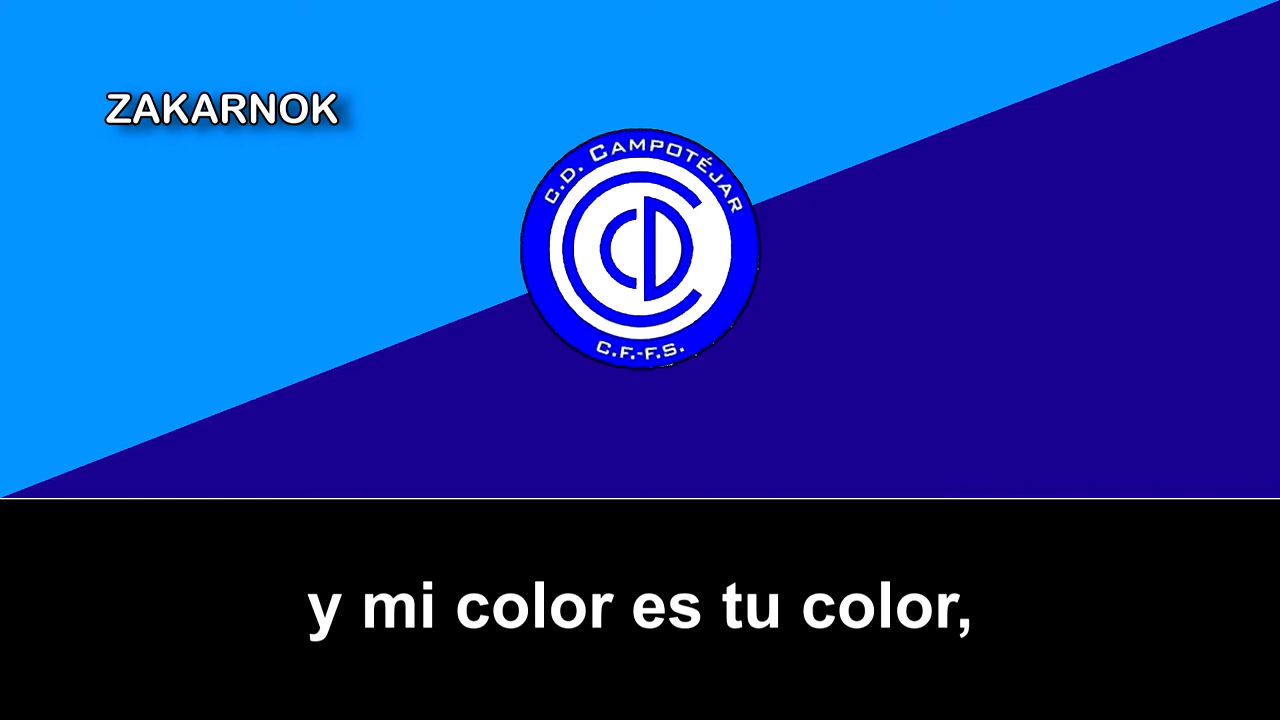 ZAKARNOK
C.D. CAMPOTÉJAR
CD
C.F.-F.S.
y mi color es tu color,